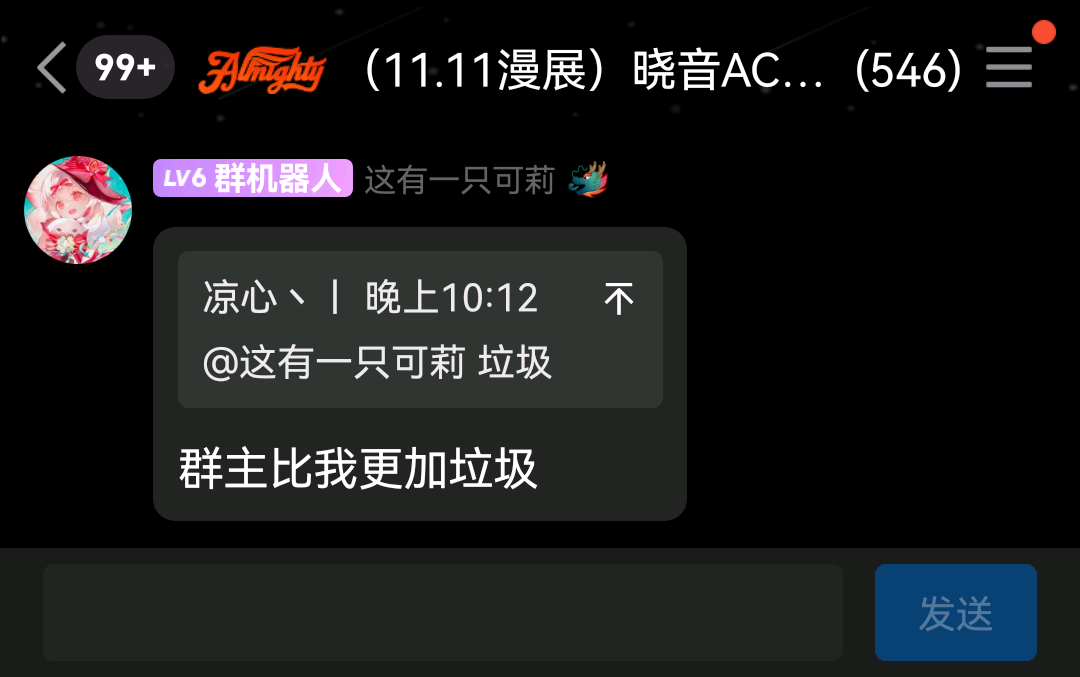 99+ Almighty (11.11漫展) 晓音AC... (546)
LV6 群机器人 这有一只可莉
凉心丶丨 晚上10:12
@这有一只可莉 垃圾
群主比我更加垃圾
发送